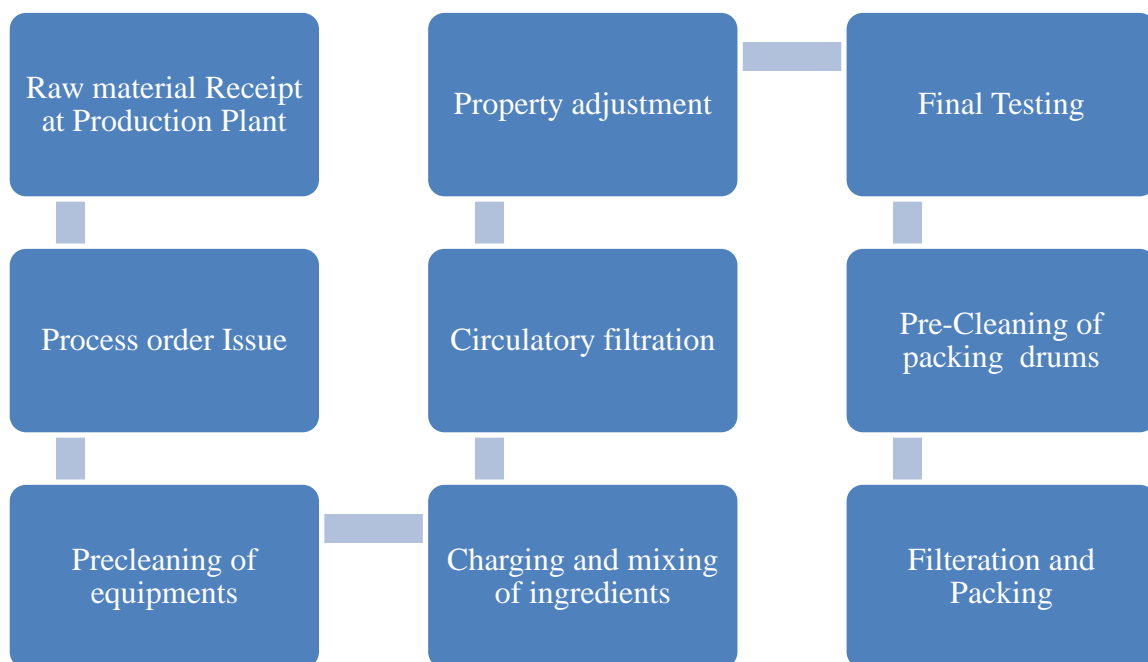 Raw material Receipt
at Production Plant
Process order Issue
Precleaning of
equipments
Charging and mixing
of ingredients
Circulatory filtration
Property adjustment
Final Testing
Pre-Cleaning of
packing drums
Filteration and
Packing